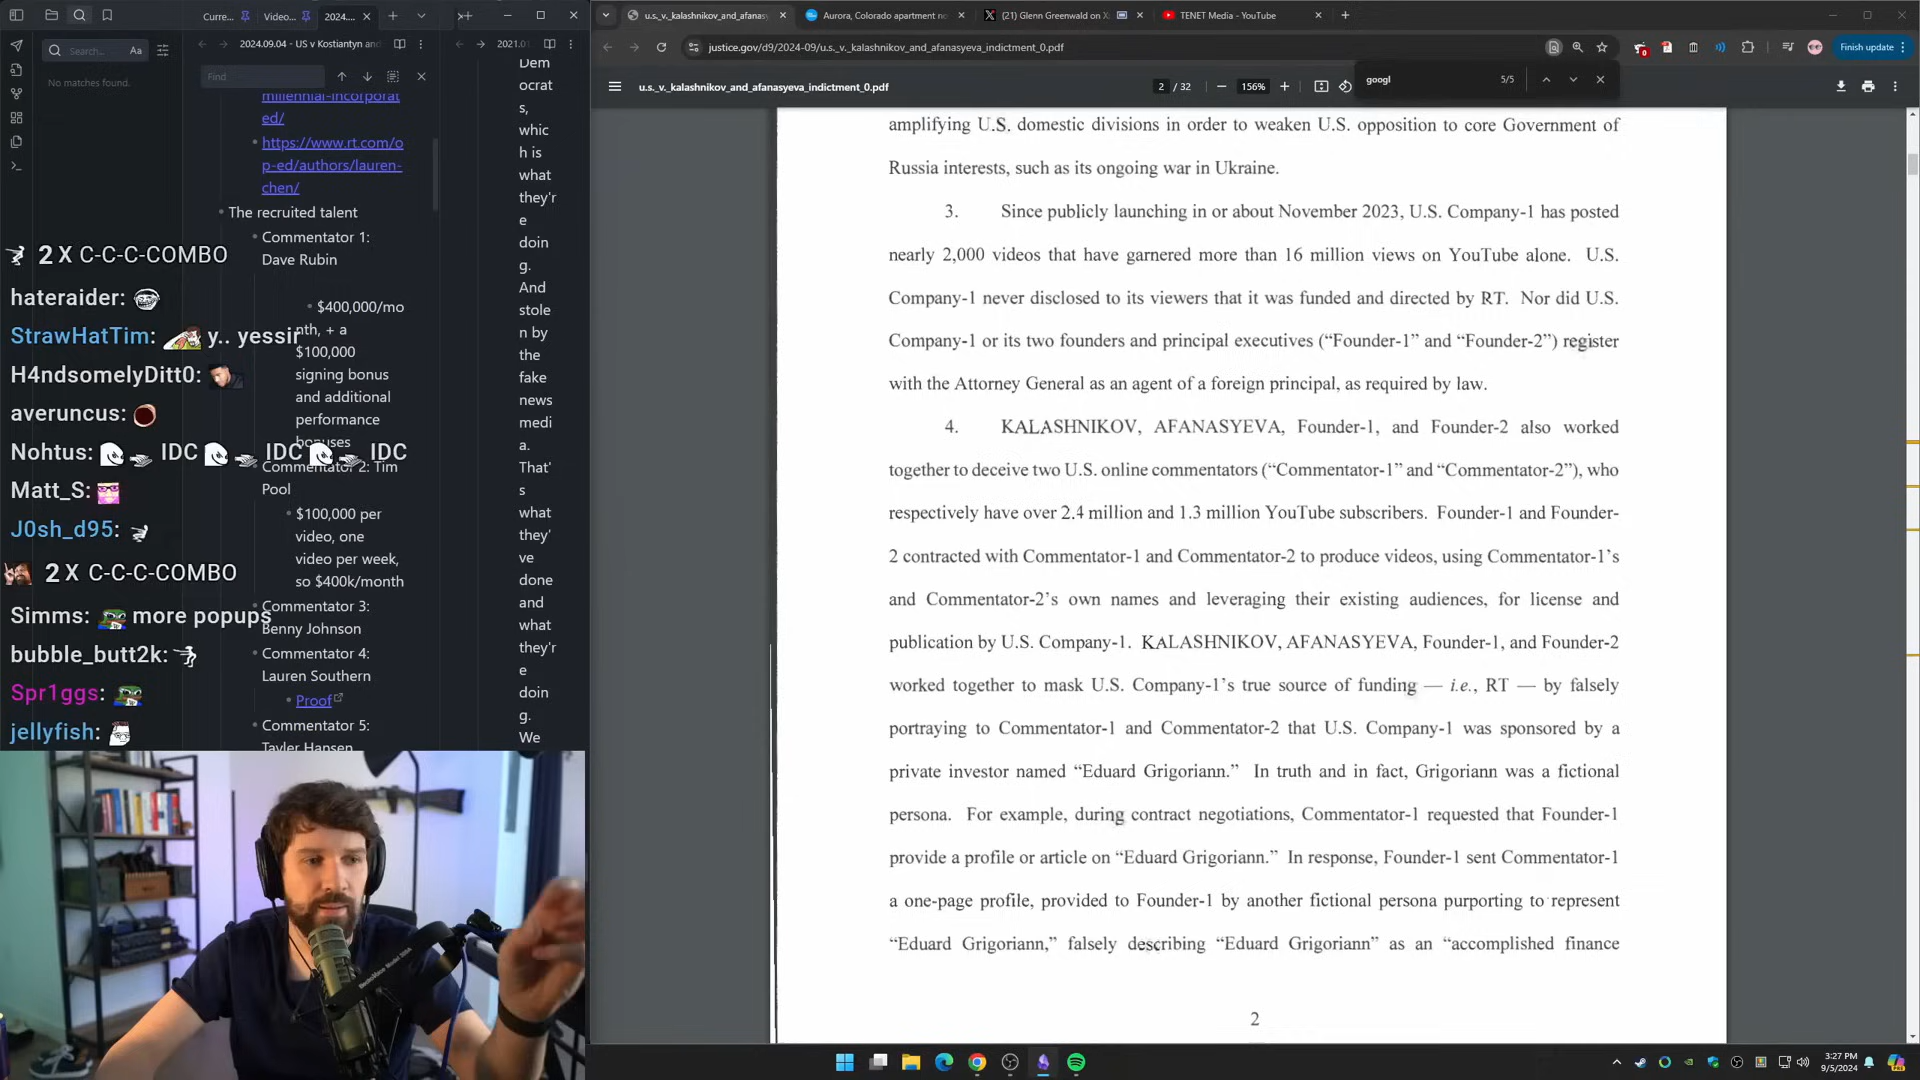 Curre...
Video...
2024....
2024.09.04 - US v Kostiantyn and
2021.01
Search...
Aa
No matches found.
Find
millennial-incorporat
ed/
https://www.rt.com/o
p-ed/authors/lauren-
chen/
The recruited talent
Commentator 1:
Dave Rubin
$400,000/mo
nth, + a
$100,000
signing bonus
and additional
performance
bonuses
Commentator 2: Tim
Pool
$100,000 per
video, one
video per week,
so $400k/month
Commentator 3:
Benny Johnson
Commentator 4:
Lauren Southern
Proof
Commentator 5:
Tayler Hansen
Dem
ocrat
s,
whic
h is
what
they'r
e
doin
g.
And
stole
n by
the
fake
news
medi
a.
That'
s
what
they'
ve
done
and
what
they'r
e
doin
g.
We
2 X C-C-C-COMBO
hateraider:
StrawHatTim: y.. yessir
H4ndsomelyDitt0:
averuncus:
Nohtus: IDC IDC IDC
Matt_S:
J0sh_d95:
2 X C-C-C-COMBO
Simms: more popups
bubble_butt2k:
Spr1ggs:
jellyfish:
u.s._v._kalashnikov_and_afanas
Aurora, Colorado apartment n
(21) Glenn Greenwald on X
TENET Media - YouTube
justice.gov/d9/2024-09/u.s._v._kalashnikov_and_afanasyeva_indictment_0.pdf
Finish update
googl
5/5
u.s._v._kalashnikov_and_afanasyeva_indictment_0.pdf
2 / 32
156%
amplifying U.S. domestic divisions in order to weaken U.S. opposition to core Government of
Russia interests, such as its ongoing war in Ukraine.
3. Since publicly launching in or about November 2023, U.S. Company-1 has posted
nearly 2,000 videos that have garnered more than 16 million views on YouTube alone. U.S.
Company-1 never disclosed to its viewers that it was funded and directed by RT. Nor did U.S.
Company-1 or its two founders and principal executives (“Founder-1” and “Founder-2”) register
with the Attorney General as an agent of a foreign principal, as required by law.
4. KALASHNIKOV, AFANASYEVA, Founder-1, and Founder-2 also worked
together to deceive two U.S. online commentators (“Commentator-1” and “Commentator-2”), who
respectively have over 2.4 million and 1.3 million YouTube subscribers. Founder-1 and Founder-
2 contracted with Commentator-1 and Commentator-2 to produce videos, using Commentator-1’s
and Commentator-2’s own names and leveraging their existing audiences, for license and
publication by U.S. Company-1. KALASHNIKOV, AFANASYEVA, Founder-1, and Founder-2
worked together to mask U.S. Company-1’s true source of funding — i.e., RT — by falsely
portraying to Commentator-1 and Commentator-2 that U.S. Company-1 was sponsored by a
private investor named “Eduard Grigoriann.” In truth and in fact, Grigoriann was a fictional
persona. For example, during contract negotiations, Commentator-1 requested that Founder-1
provide a profile or article on “Eduard Grigoriann.” In response, Founder-1 sent Commentator-1
a one-page profile, provided to Founder-1 by another fictional persona purporting to represent
“Eduard Grigoriann,” falsely describing “Eduard Grigoriann” as an “accomplished finance
2
3:27 PM
9/5/2024